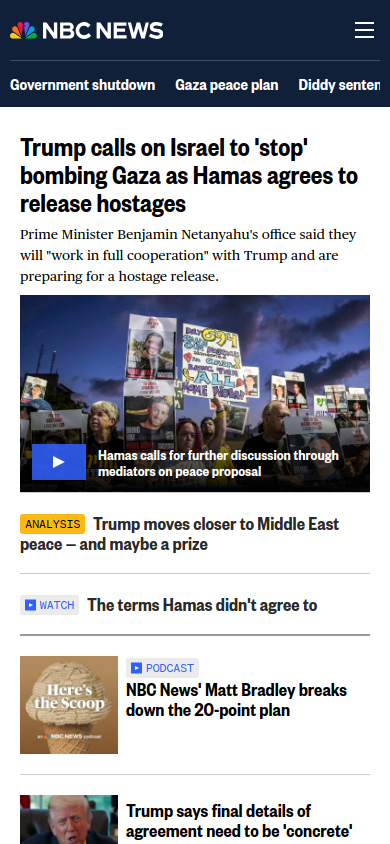 NBC NEWS
Government shutdown Gaza peace plan Diddy senten
Trump calls on Israel to 'stop'
bombing Gaza as Hamas agrees to
release hostages
Prime Minister Benjamin Netanyahu's office said they
will "work in full cooperation" with Trump and are
preparing for a hostage release.
Hamas calls for further discussion through
mediators on peace proposal
ANALYSIS Trump moves closer to Middle East
peace — and maybe a prize
WATCH The terms Hamas didn't agree to
PODCAST
Here's
the Scoop
an NBC NEWS podcast
NBC News' Matt Bradley breaks
down the 20-point plan
Trump says final details of
agreement need to be 'concrete'